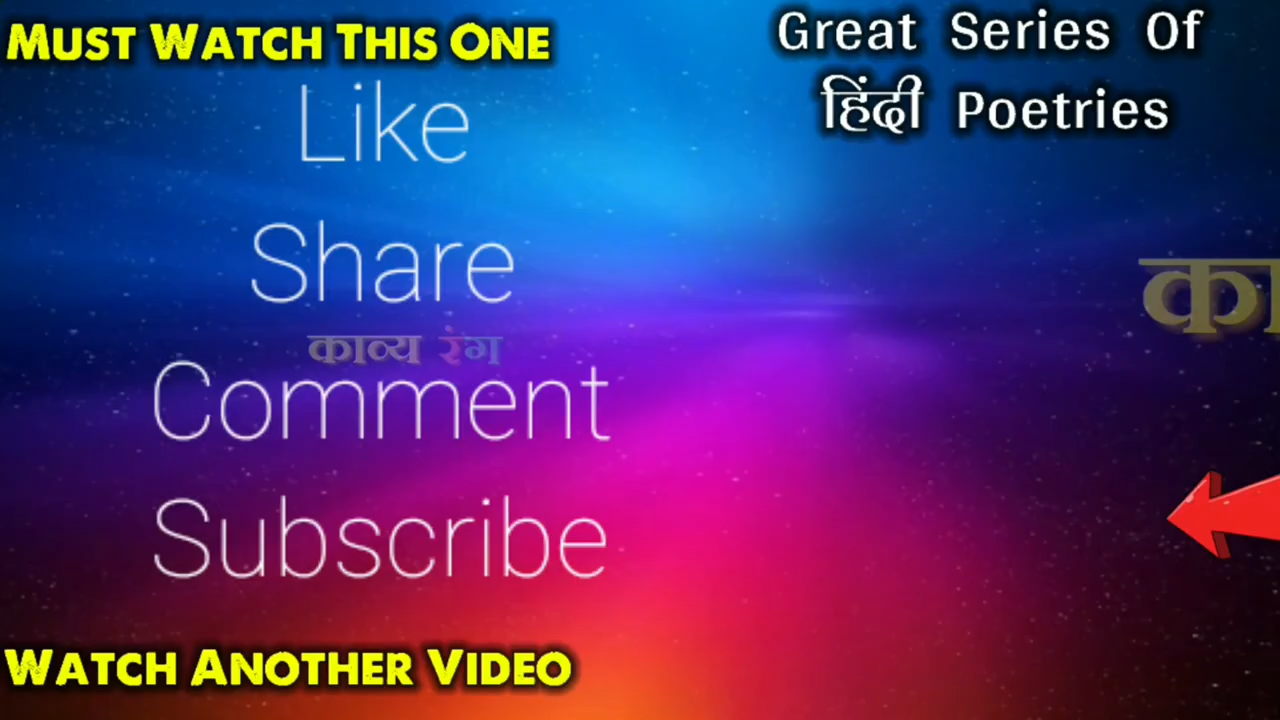 Must Watch This One
Great Series Of
हिंदी Poetries
Like
Share
काव्य रंग
Comment
Subscribe
Watch Another Video